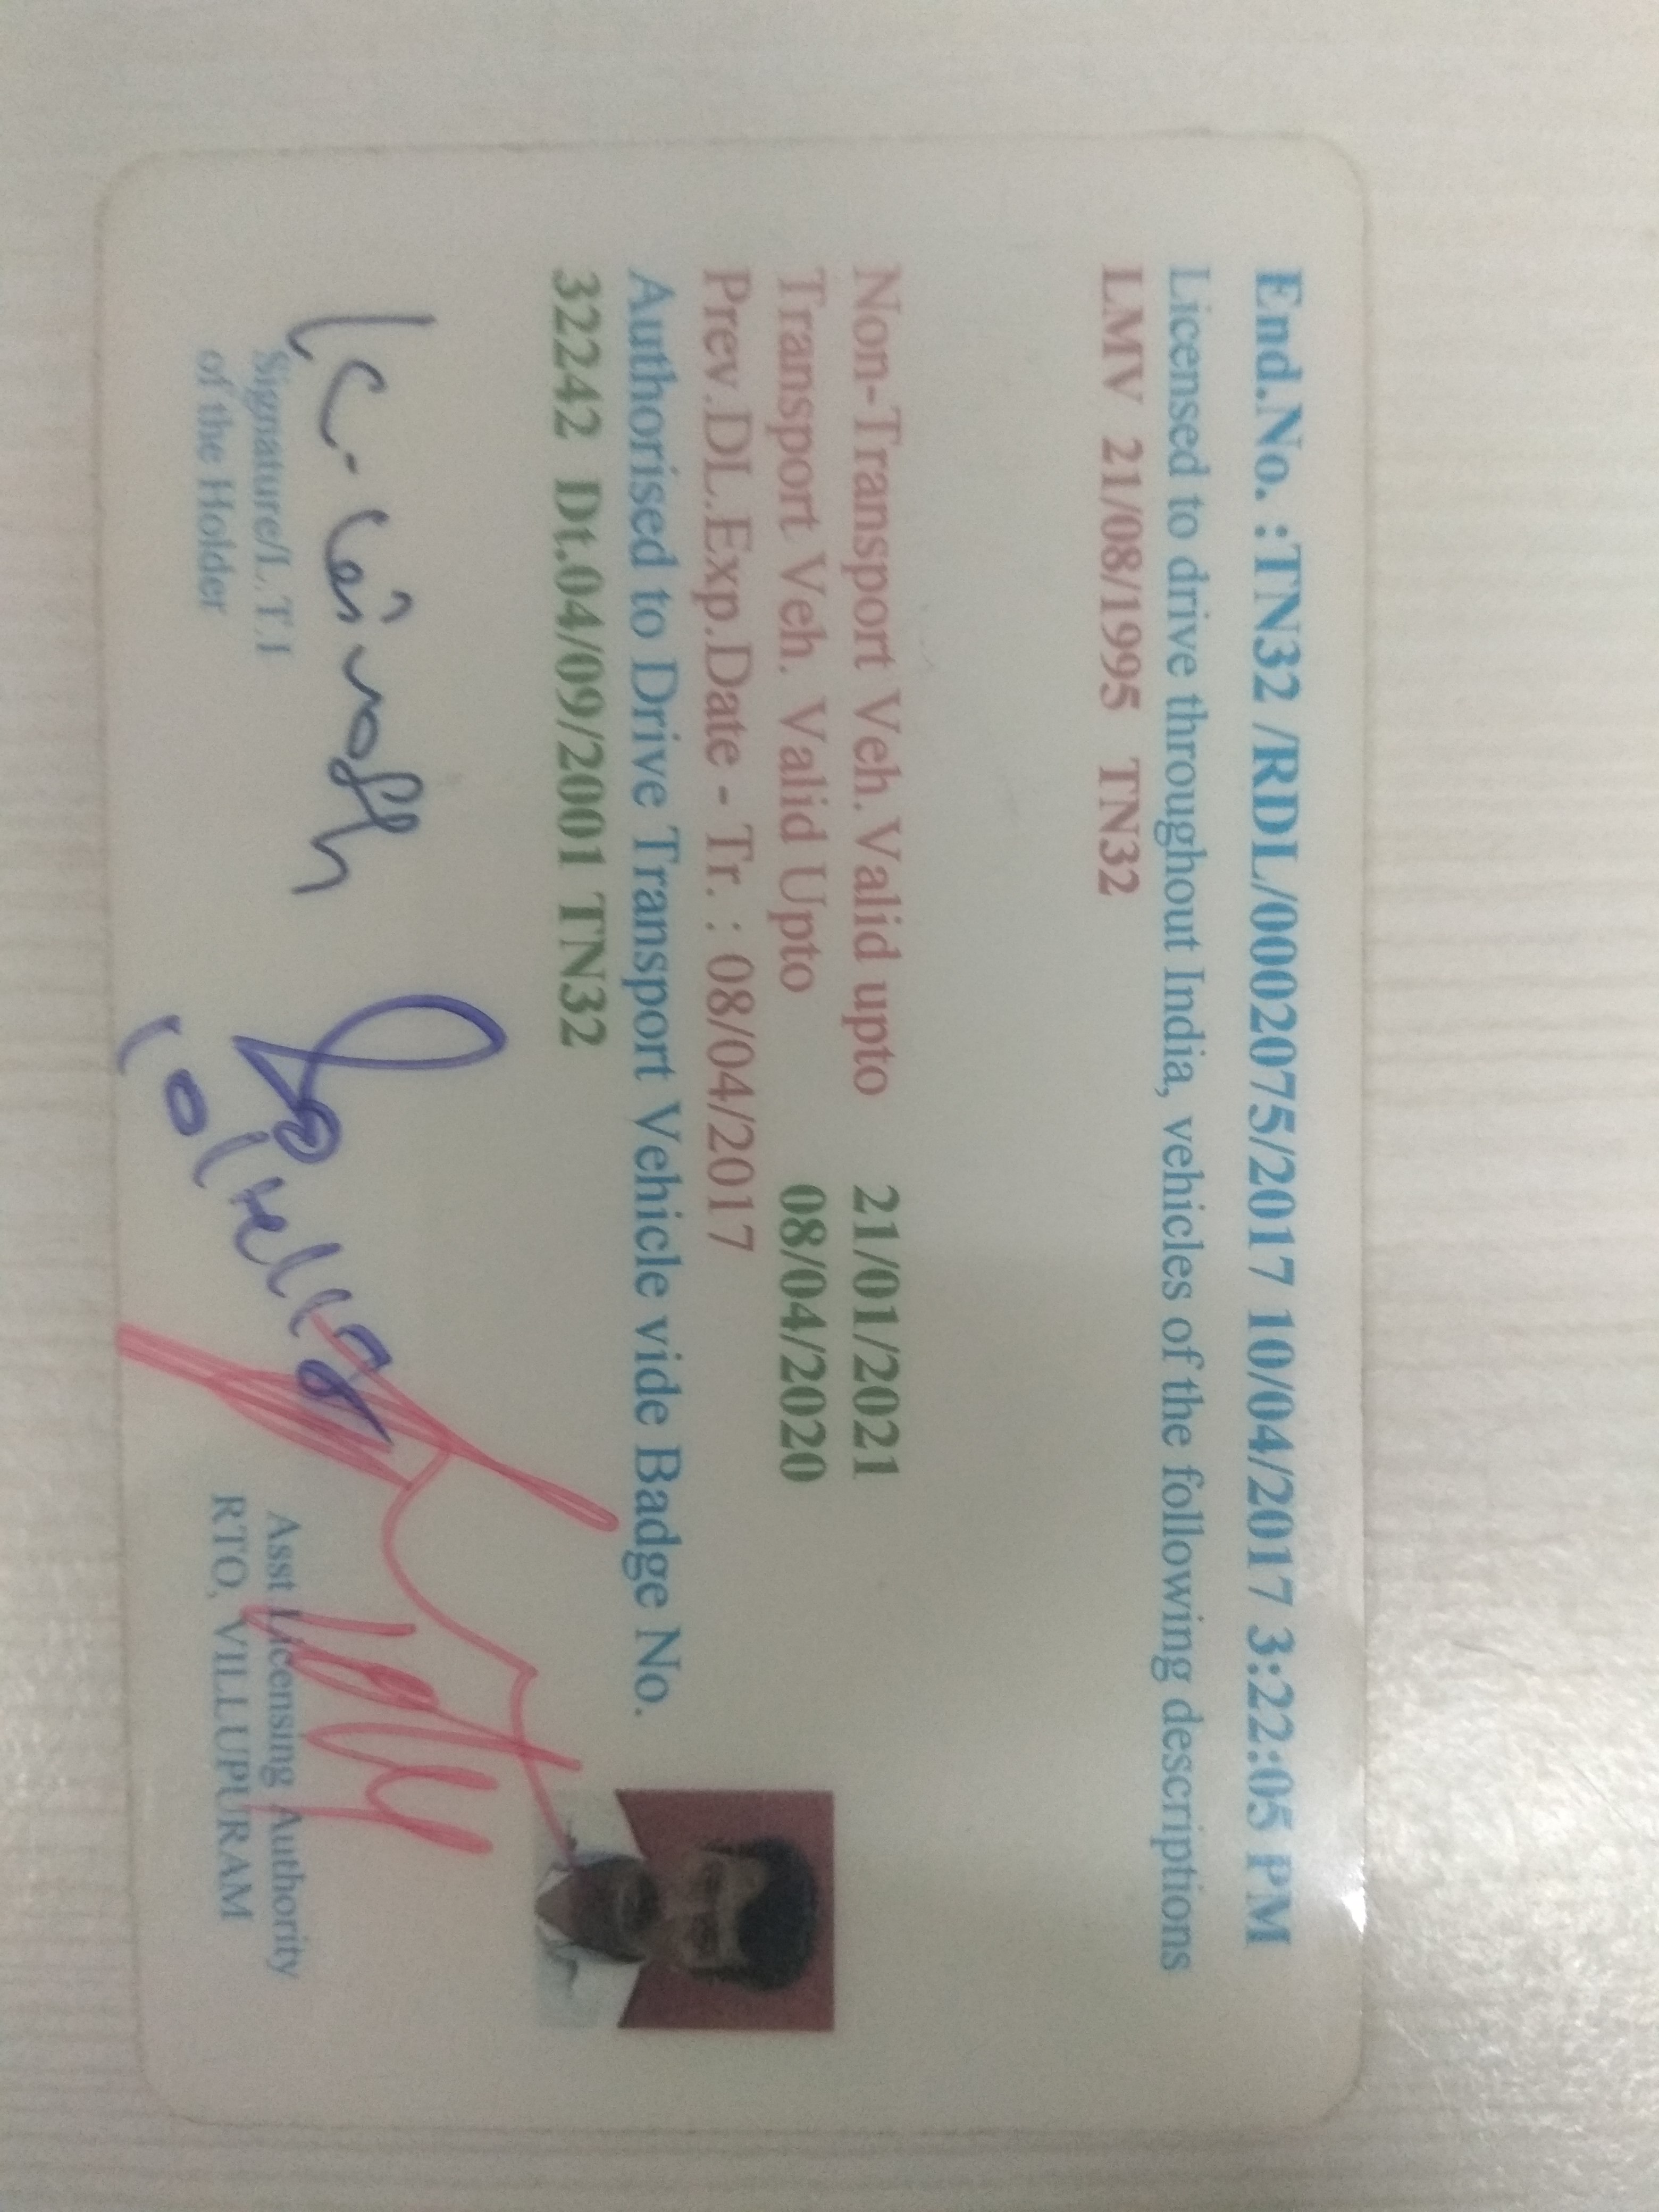 End.No. :TN32 /RDL/0002075/2017 10/04/2017 3:22:05 PM
Licensed to drive throughout India, vehicles of the following descriptions
LMV 21/08/1995 TN32
Non-Transport Veh.Valid upto 21/01/2021
Transport Veh. Valid Upto 08/04/2020
Prev.DL.Exp.Date - Tr. : 08/04/2017
Authorised to Drive Transport Vehicle vide Badge No.
32242 Dt.04/09/2001 TN32
Signature/L.T.I
of the Holder
Asst Licensing Authority
RTO, VILLUPURAM